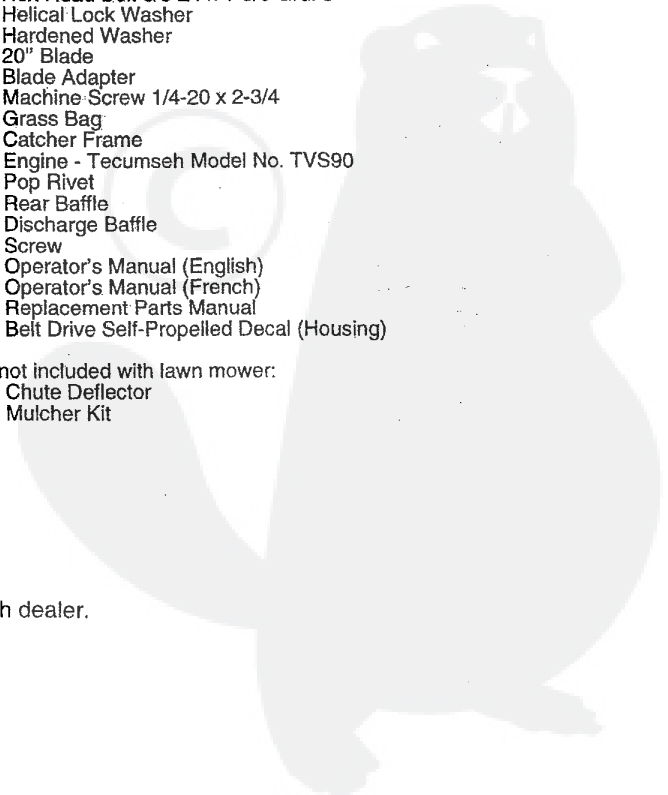 Helical Lock Washer
Hardened Washer
20" Blade
Blade Adapter
Machine Screw 1/4-20 x 2-3/4
Grass Bag
Catcher Frame
Engine - Tecumseh Model No. TVS90
Pop Rivet
Rear Baffle
Discharge Baffle
Screw
Operator's Manual (English)
Operator's Manual (French)
Replacement Parts Manual
Belt Drive Self-Propelled Decal (Housing)
not included with lawn mower:
Chute Deflector
Mulcher Kit
h dealer.
©